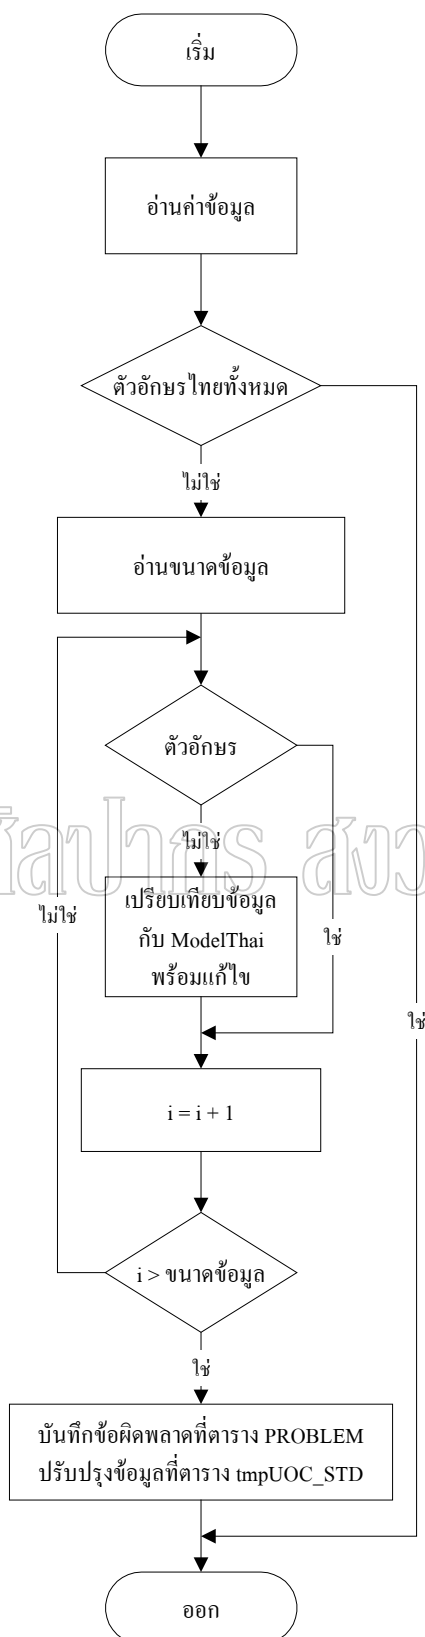 เริ่ม
อ่านค่าข้อมูล
ตัวอักษรไทยทั้งหมด
ไม่ใช่
อ่านขนาดข้อมูล
ตัวอักษร
ไม่ใช่
เปรียบเทียบข้อมูล
กับ ModelThai
พร้อมแก้ไข
ไม่ใช่
ใช่
ใช่
i = i + 1
i > ขนาดข้อมูล
ใช่
บันทึกข้อผิดพลาดที่ตาราง PROBLEM
ปรับปรุงข้อมูลที่ตาราง tmpUOC_STD
ออก